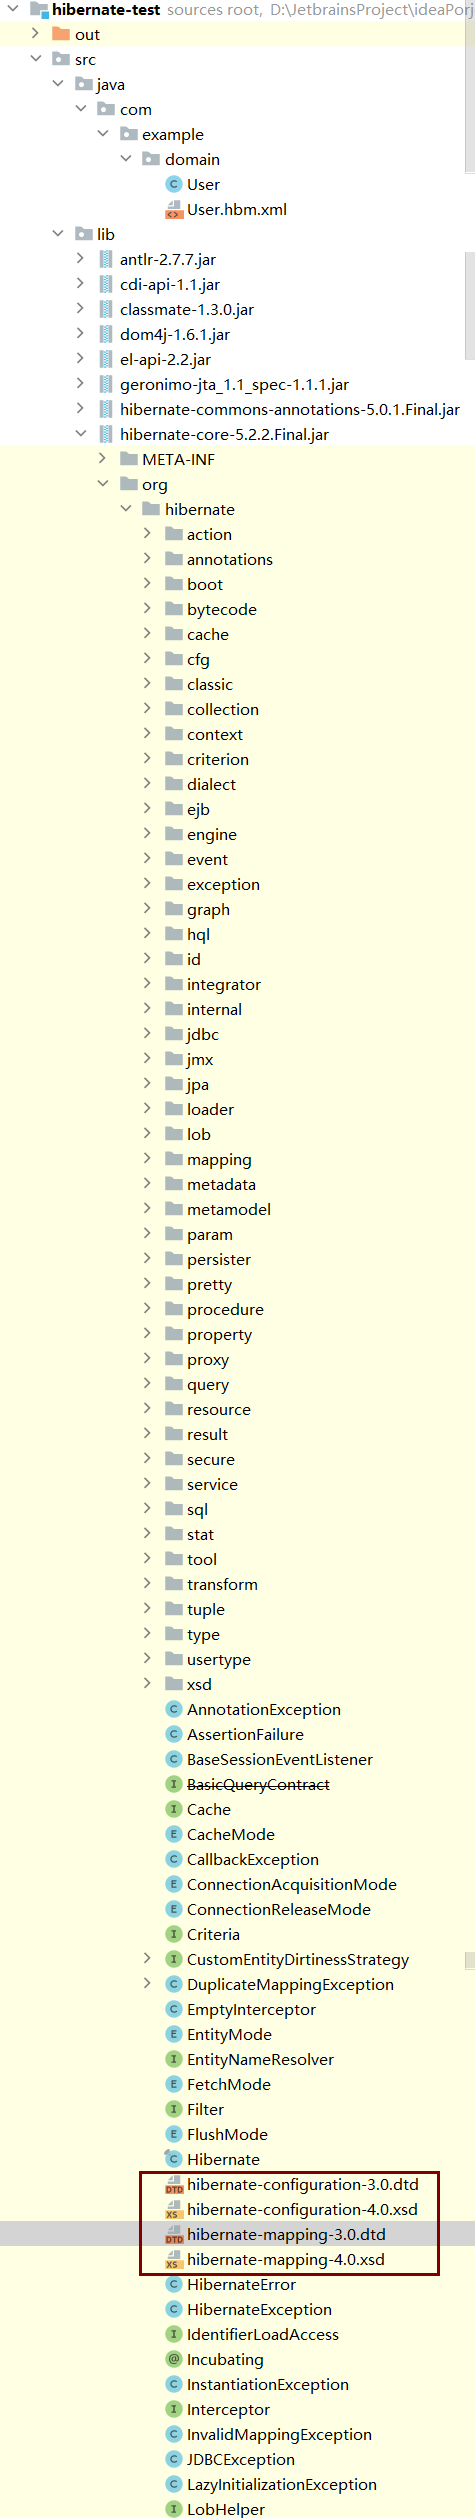 hibernate-test sources root, D:\JetbrainsProject\ideaPorj
out
src
java
com
example
domain
User
User.hbm.xml
lib
antlr-2.7.7.jar
cdi-api-1.1.jar
classmate-1.3.0.jar
dom4j-1.6.1.jar
el-api-2.2.jar
geronimo-jta_1.1_spec-1.1.1.jar
hibernate-commons-annotations-5.0.1.Final.jar
hibernate-core-5.2.2.Final.jar
META-INF
org
hibernate
action
annotations
boot
bytecode
cache
cfg
classic
collection
context
criterion
dialect
ejb
engine
event
exception
graph
hql
id
integrator
internal
jdbc
jmx
jpa
loader
lob
mapping
metadata
metamodel
param
persister
pretty
procedure
property
proxy
query
resource
result
secure
service
sql
stat
tool
transform
tuple
type
usertype
xsd
AnnotationException
AssertionFailure
BaseSessionEventListener
BasicQueryContract
Cache
CacheMode
CallbackException
ConnectionAcquisitionMode
ConnectionReleaseMode
Criteria
CustomEntityDirtinessStrategy
DuplicateMappingException
EmptyInterceptor
EntityMode
EntityNameResolver
FetchMode
Filter
FlushMode
Hibernate
hibernate-configuration-3.0.dtd
hibernate-configuration-4.0.xsd
hibernate-mapping-3.0.dtd
hibernate-mapping-4.0.xsd
HibernateError
HibernateException
IdentifierLoadAccess
Incubating
InstantiationException
Interceptor
InvalidMappingException
JDBCException
LazyInitializationException
LobHelper